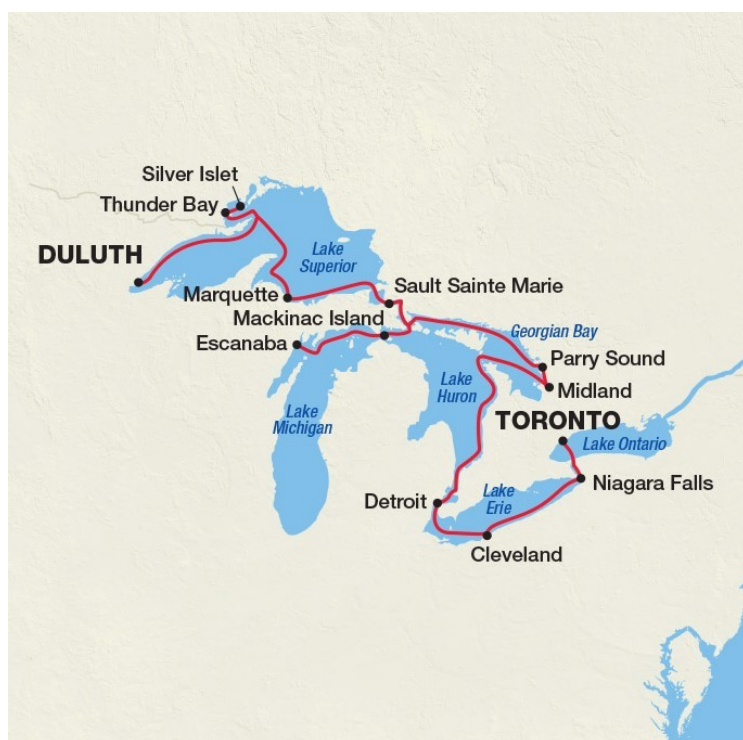 Silver Islet
Thunder Bay
DULUTH
Lake
Superior
Marquette
Sault Sainte Marie
Mackinac Island
Escanaba
Georgian Bay
Parry Sound
Lake
Huron
Midland
Lake
Michigan
TORONTO
Lake Ontario
Niagara Falls
Detroit
Lake
Erie
Cleveland